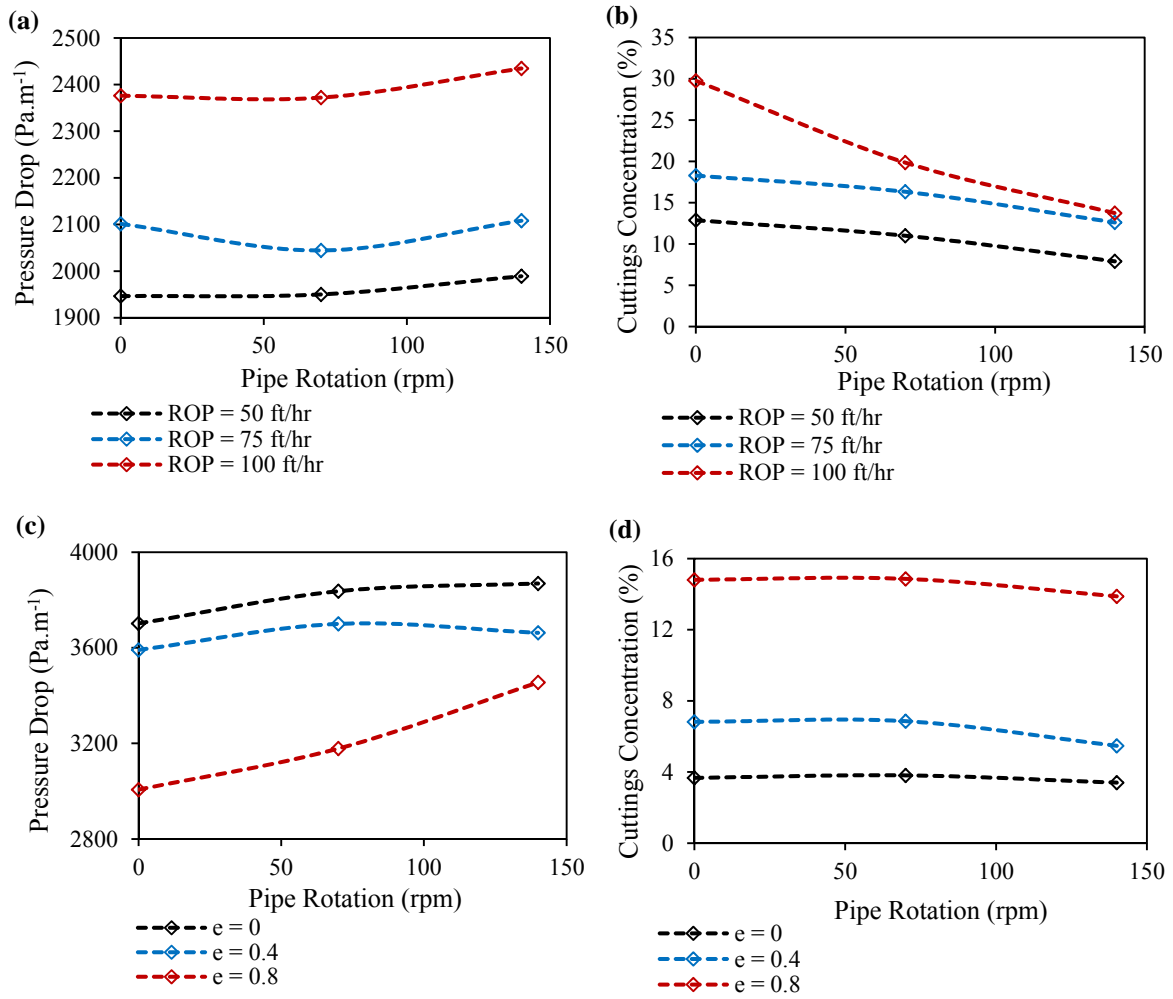 (a)
2500
2400
2300
2200
2100
2000
1900
0 50 100 150
Pressure Drop (Pa.m⁻¹)
Pipe Rotation (rpm)
ROP = 50 ft/hr
ROP = 75 ft/hr
ROP = 100 ft/hr
(b)
35
30
25
20
15
10
5
0
0 50 100 150
Cuttings Concentration (%)
Pipe Rotation (rpm)
ROP = 50 ft/hr
ROP = 75 ft/hr
ROP = 100 ft/hr
(c)
4000
3600
3200
2800
0 50 100 150
Pressure Drop (Pa.m⁻¹)
Pipe Rotation (rpm)
e = 0
e = 0.4
e = 0.8
(d)
16
12
8
4
0
0 50 100 150
Cuttings Concentration (%)
Pipe Rotation (rpm)
e = 0
e = 0.4
e = 0.8